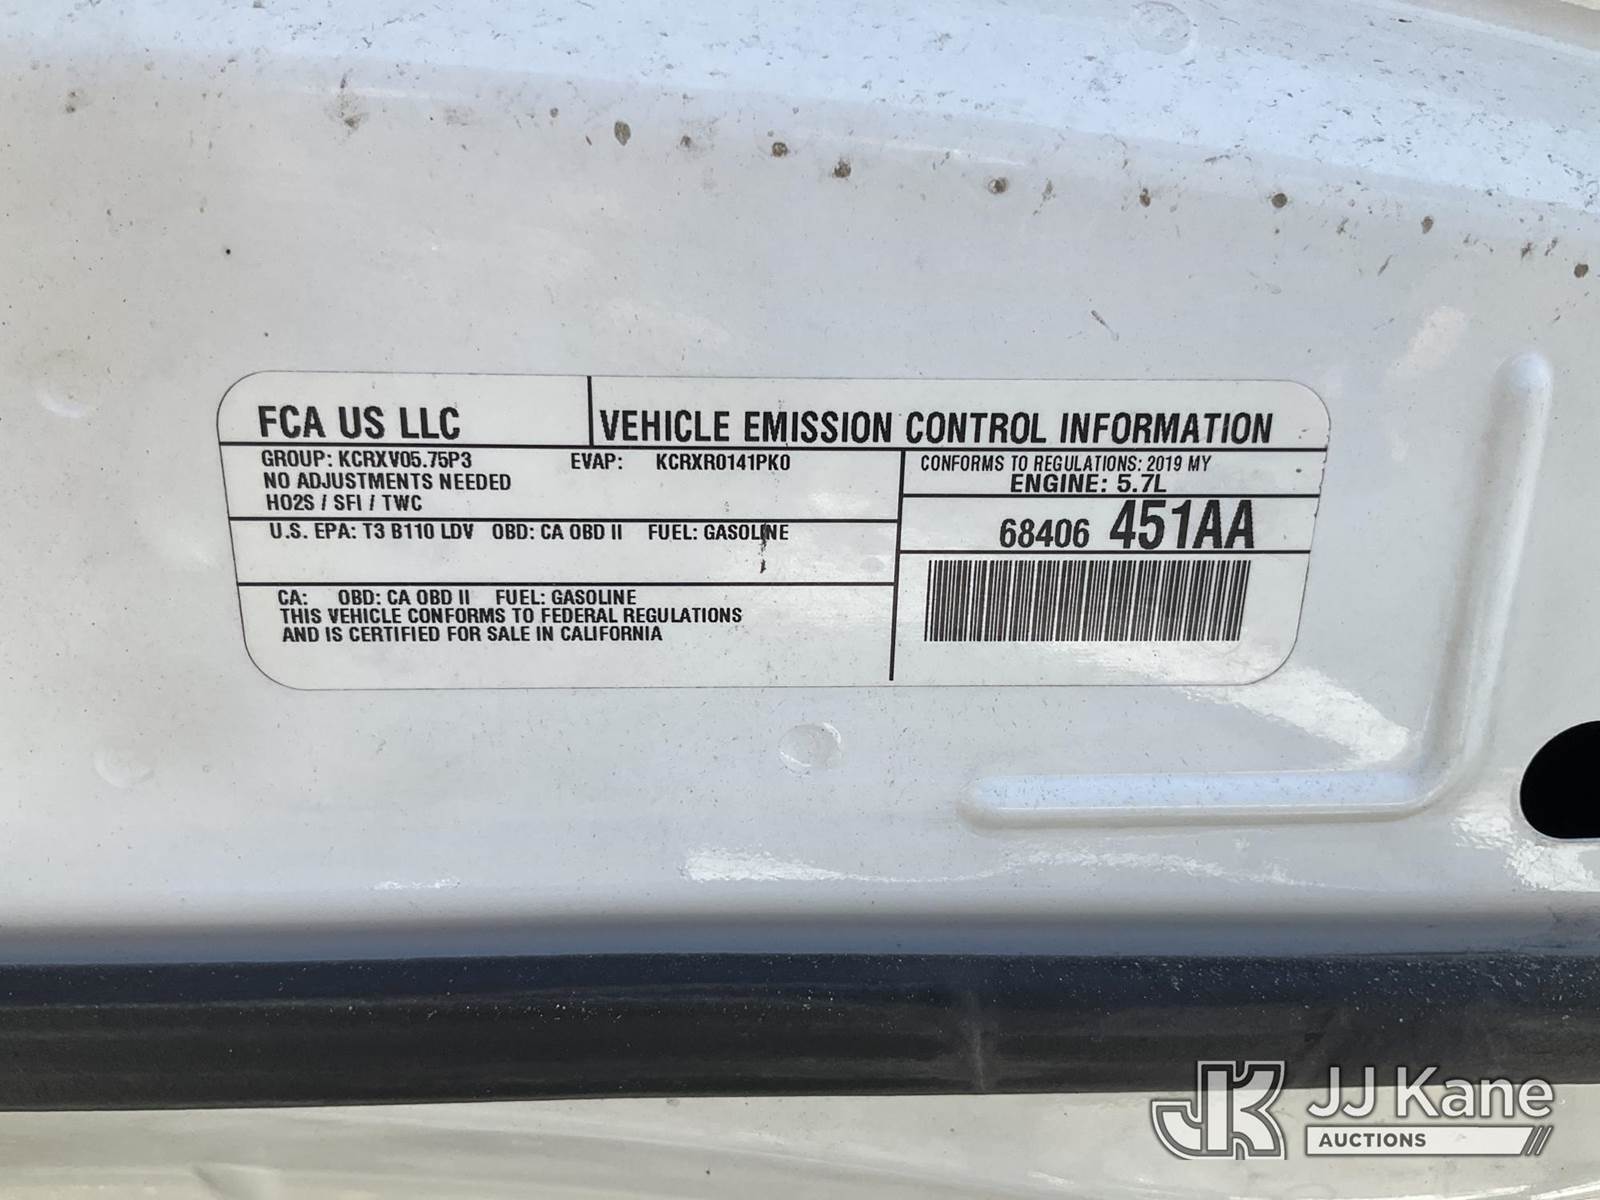 FCA US LLC VEHICLE EMISSION CONTROL INFORMATION
GROUP: KCRXV05.75P3 EVAP: KCRXR0141PK0
NO ADJUSTMENTS NEEDED
HO2S / SFI / TWC
CONFORMS TO REGULATIONS: 2019 MY
ENGINE: 5.7L
U.S. EPA: T3 B110 LDV OBD: CA OBD II FUEL: GASOLINE
68406 451AA
CA: OBD: CA OBD II FUEL: GASOLINE
THIS VEHICLE CONFORMS TO FEDERAL REGULATIONS
AND IS CERTIFIED FOR SALE IN CALIFORNIA
JK JJ Kane
AUCTIONS